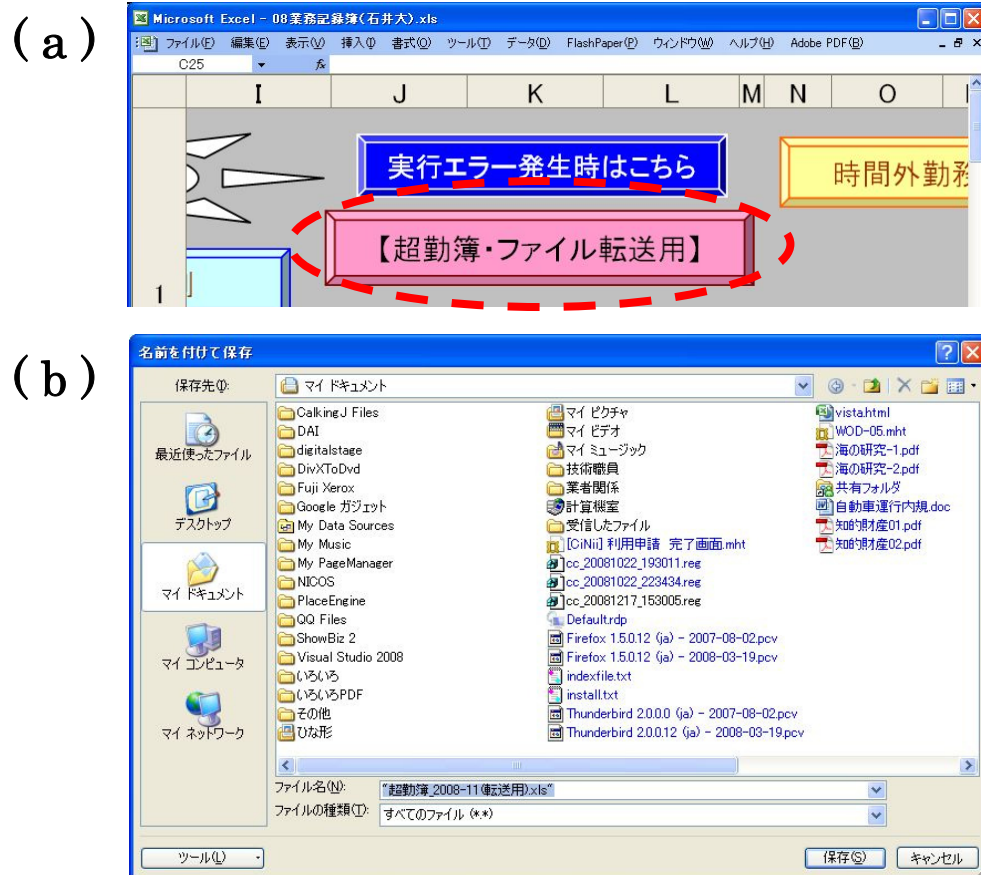 (a)
Microsoft Excel - 08業務記録簿(石井大).xls
ファイル(F) 編集(E) 表示(V) 挿入(I) 書式(O) ツール(T) データ(D) FlashPaper(P) ウィンドウ(W) ヘルプ(H) Adobe PDF(B)
C25 fx
I J K L M N O
実行エラー発生時はこちら
時間外勤務
【超勤簿・ファイル転送用】
」
1
(b)
名前を付けて保存
保存先(I):
マイ ドキュメント
最近使ったファイル
デスクトップ
マイ ドキュメント
マイ コンピュータ
マイ ネットワーク
CalkingJ Files
DAI
digitalstage
DivXToDvd
Fuji Xerox
Google ガジェット
My Data Sources
My Music
My PageManager
NICOS
PlaceEngine
QQ Files
ShowBiz 2
Visual Studio 2008
いろいろ
いろいろPDF
その他
ひな形
マイ ピクチャ
マイ ビデオ
マイ ミュージック
技術職員
業者関係
計算機室
受信したファイル
[CiNii] 利用申請 完了画面.mht
cc_20081022_193011.reg
cc_20081022_223434.reg
cc_20081217_153005.reg
Default.rdp
Firefox 1.5.0.12 (ja) - 2007-08-02.pcv
Firefox 1.5.0.12 (ja) - 2008-03-19.pcv
indexfile.txt
install.txt
Thunderbird 2.0.0.0 (ja) - 2007-08-02.pcv
Thunderbird 2.0.0.12 (ja) - 2008-03-19.pcv
vista.html
WOD-05.mht
海の研究-1.pdf
海の研究-2.pdf
共有フォルダ
自動車運行内規.doc
知的財産01.pdf
知的財産02.pdf
ファイル名(N):
"超勤簿_2008-11(転送用).xls"
ファイルの種類(T):
すべてのファイル (*.*)
ツール(L)
保存(S)
キャンセル